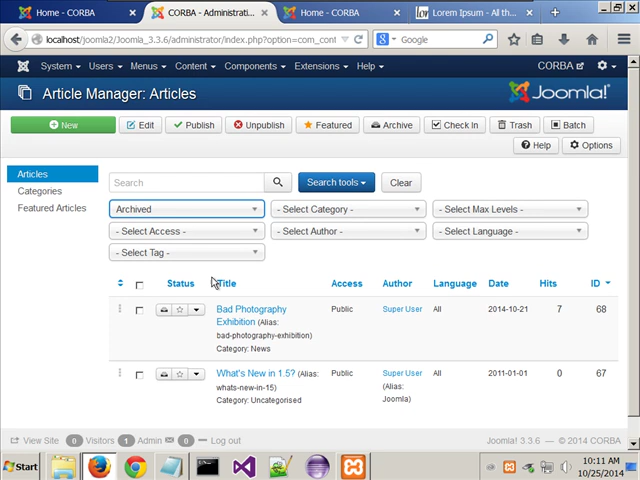 Home - CORBA
CORBA - Administrati...
Home - CORBA
Lorem Ipsum - All th...
localhost/joomla2/Joomla_3.3.6/administrator/index.php?option=com_cont
Google
System Users Menus Content Components Extensions Help CORBA
Article Manager: Articles
Joomla!
New
Edit
Publish
Unpublish
Featured
Archive
Check In
Trash
Batch
Help
Options
Articles
Categories
Featured Articles
Search
Search tools
Clear
Archived
- Select Category -
- Select Max Levels -
- Select Access -
- Select Author -
- Select Language -
- Select Tag -
Status Title Access Author Language Date Hits ID
Bad Photography Exhibition (Alias: bad-photography-exhibition) Public Super User All 2014-10-21 7 68
Category: News
What's New in 1.5? (Alias: whats-new-in-15) Public Super User (Alias: Joomla) All 2011-01-01 0 67
Category: Uncategorised
View Site 0 Visitors 1 Admin 0 Log out
Joomla! 3.3.6 — © 2014 CORBA
Start
10:11 AM
10/25/2014